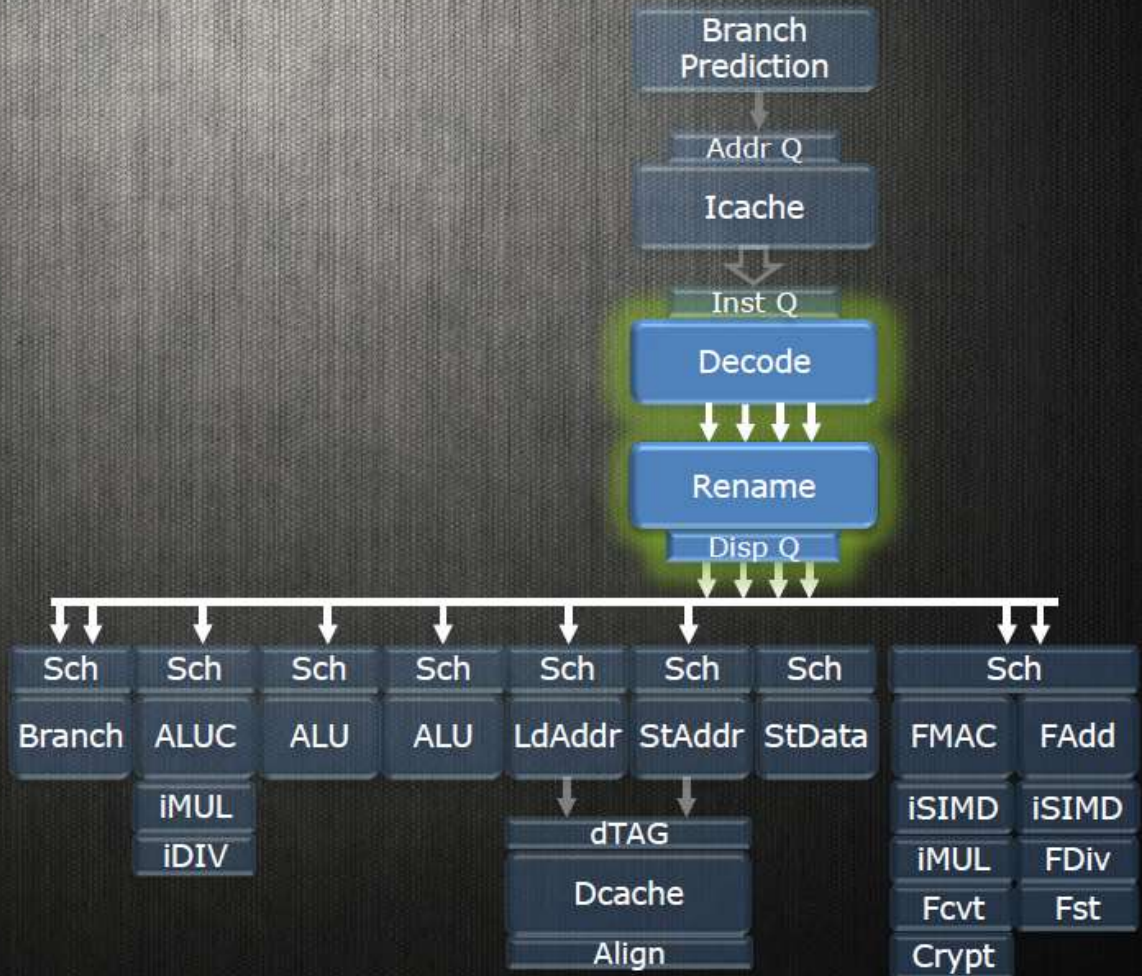 Branch
Prediction
Addr Q
Icache
Inst Q
Decode
Rename
Disp Q
Sch Sch Sch Sch Sch Sch Sch Sch
Branch ALUC ALU ALU LdAddr StAddr StData FMAC FAdd
iMUL iSIMD iSIMD
iDIV dTAG iMUL FDiv
Dcache Fcvt Fst
Align Crypt